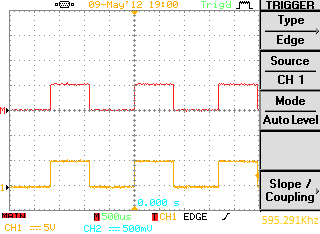 09-May'12 19:00 Trig'd TRIGGER
Type
Edge
Source
CH 1
Mode
Auto Level
Slope /
Coupling
M
1
0.000 s
MAIN M 500us T CH1 EDGE
595.291Khz
CH1 5V CH2 500mV